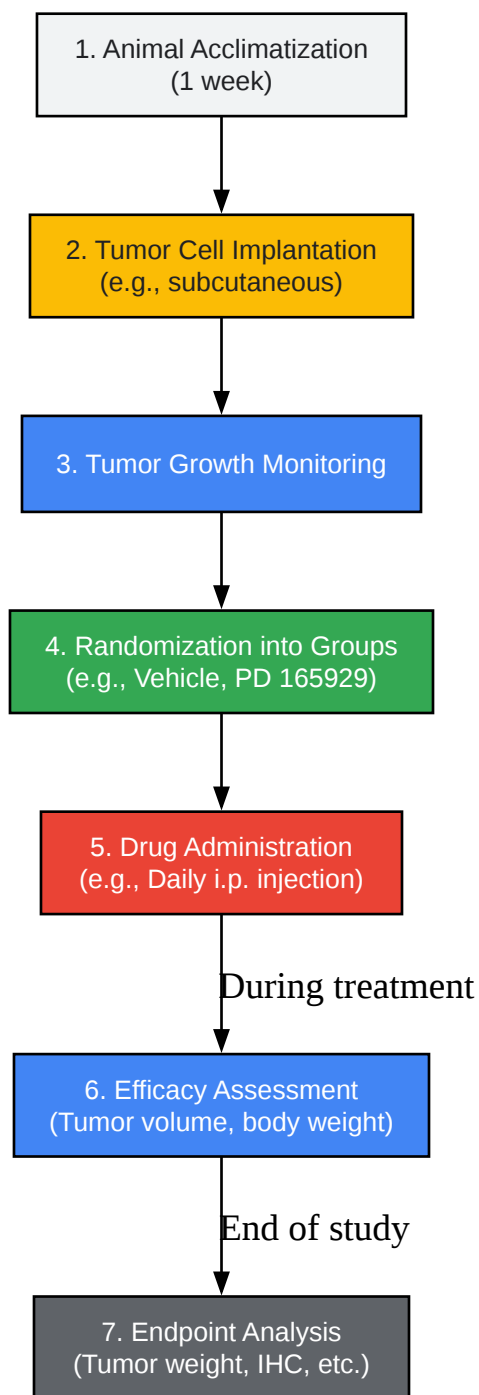 1. Animal Acclimatization
(1 week)
2. Tumor Cell Implantation
(e.g., subcutaneous)
3. Tumor Growth Monitoring
4. Randomization into Groups
(e.g., Vehicle, PD 165929)
5. Drug Administration
(e.g., Daily i.p. injection)
During treatment
6. Efficacy Assessment
(Tumor volume, body weight)
End of study
7. Endpoint Analysis
(Tumor weight, IHC, etc.)